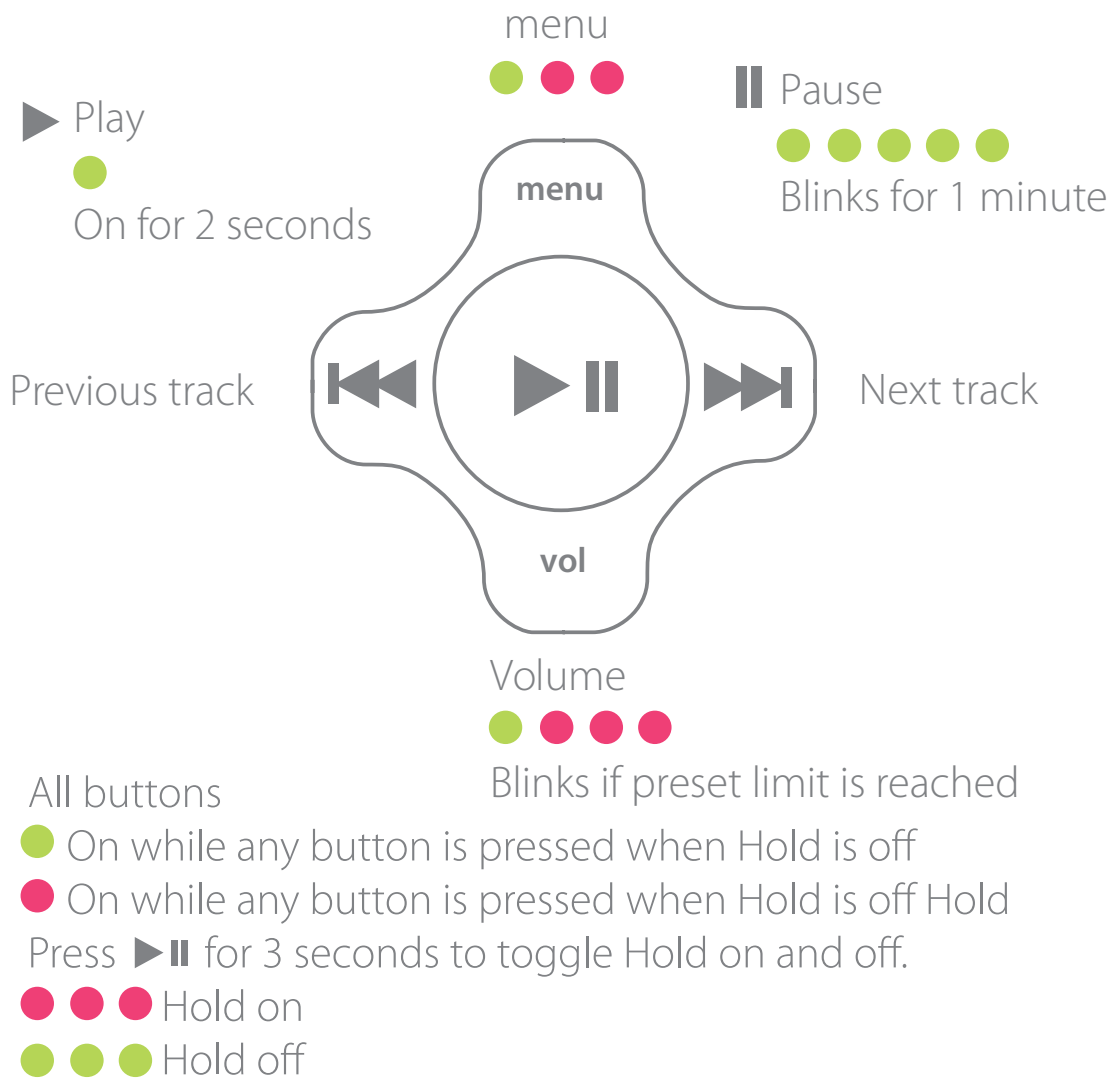 menu
Pause
Play
Blinks for 1 minute
On for 2 seconds
menu
Previous track
Next track
vol
Volume
Blinks if preset limit is reached
All buttons
On while any button is pressed when Hold is off
On while any button is pressed when Hold is off Hold
Press for 3 seconds to toggle Hold on and off.
Hold on
Hold off